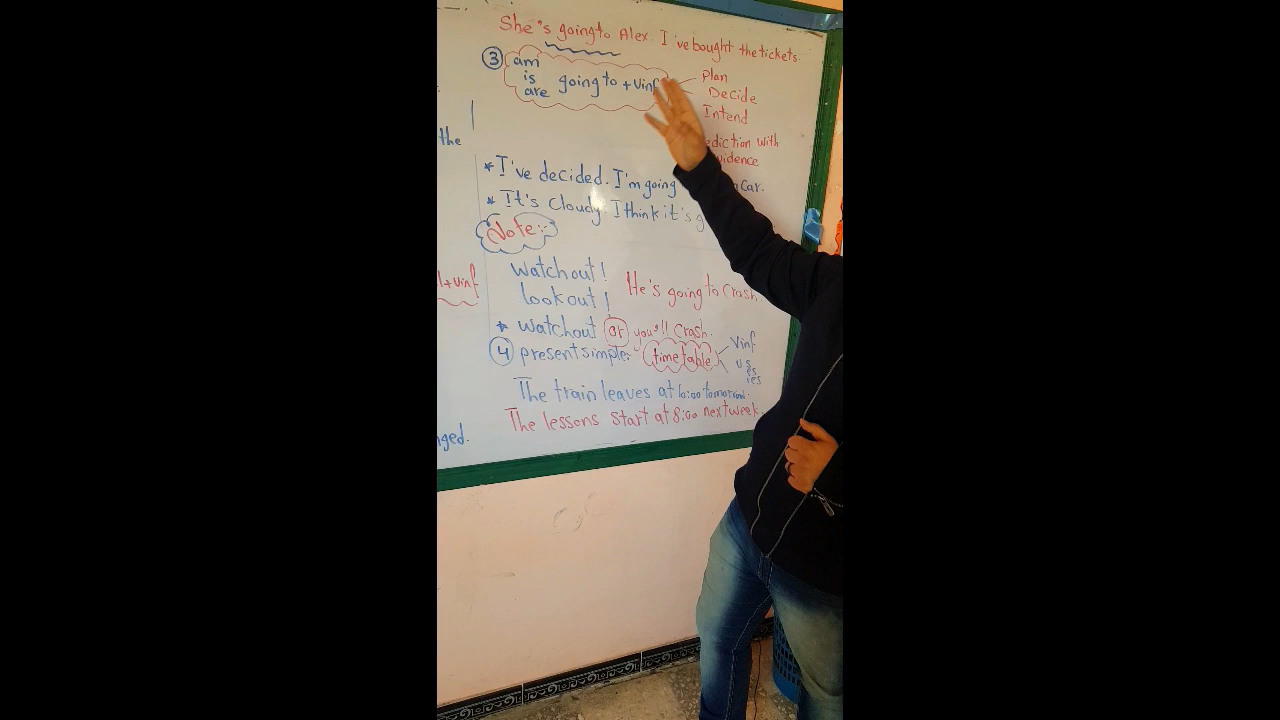 She's going to Alex. I've bought the tickets.
③ am
is going to + Vinf
are
Plan
Decide
Intend
ediction with
vidence
the
* I've decided. I'm going car.
* It's Cloudy. I think it's g
Note:-
watch out!
look out!
He's going to Crash.
+Vinf
* watch out or you'll Crash.
④ present simple:- time table
Vinf
s
es
ies
The train leaves at 6:00 tomorrow.
The lessons start at 8:00 next week.
nged.